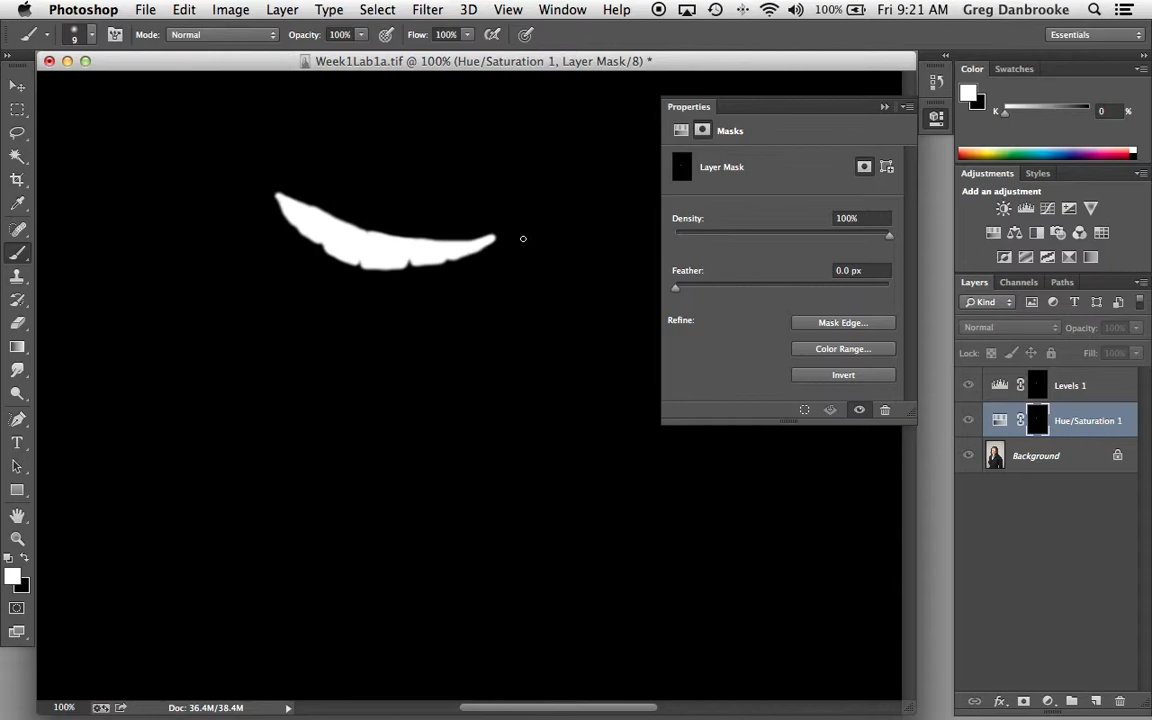 Photoshop File Edit Image Layer Type Select Filter 3D View Window Help 100% Fri 9:21 AM Greg Danbrooke
9 Mode: Normal Opacity: 100% Flow: 100% Essentials
Week1Lab1a.tif @ 100% (Hue/Saturation 1, Layer Mask/8) *
Color Swatches
K 0 %
Properties
Masks
Layer Mask
Density: 100%
Feather: 0.0 px
Refine: Mask Edge...
Color Range...
Invert
Adjustments Styles
Add an adjustment
Layers Channels Paths
Kind
Normal Opacity: 100%
Lock: Fill: 100%
Levels 1
Hue/Saturation 1
Background
100% Doc: 36.4M/38.4M